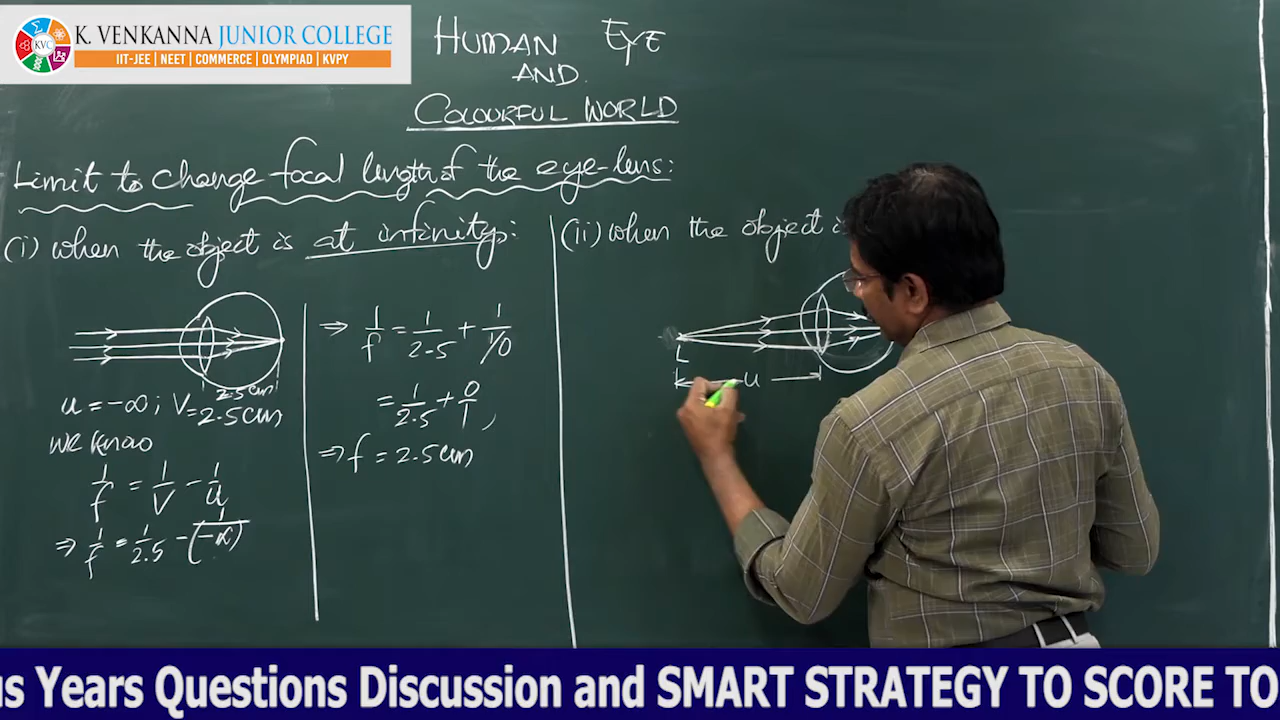 K. VENKANNA JUNIOR COLLEGE
KVC
IIT-JEE | NEET | COMMERCE | OLYMPIAD | KVPY
HUMAN EYE
AND
COLOURFUL WORLD
Limit to change focal length of the eye-lens:
(i) when the object is at infinity:
2.5cm
u = -∞ ; V = 2.5cm
we know
1/f = 1/V - 1/u
⇒ 1/f = 1/2.5 - 1/(-∝)
⇒ 1/f = 1/2.5 + 1/1/0
= 1/2.5 + 0/1,
⇒ f = 2.5cm
(ii) when the object is
L
u
us Years Questions Discussion and SMART STRATEGY TO SCORE TO